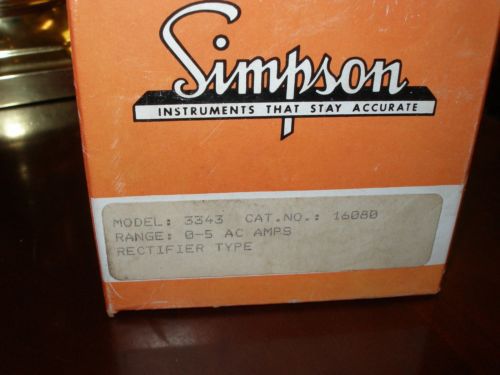 Simpson
INSTRUMENTS THAT STAY ACCURATE
MODEL: 3343 CAT.NO.: 16080
RANGE: 0-5 AC AMPS
RECTIFIER TYPE